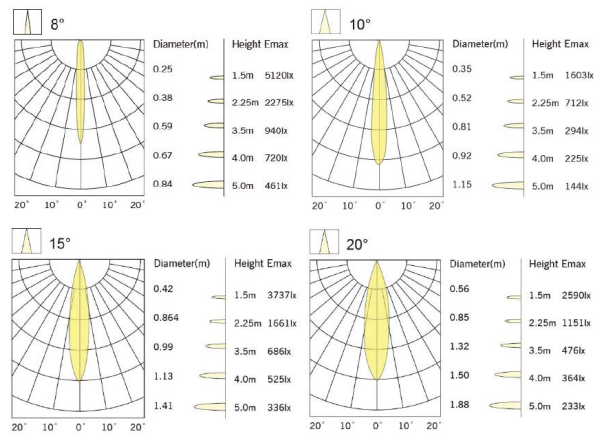 8°
Diameter(m) Height Emax
0.25 1.5m 5120lx
0.38 2.25m 2275lx
0.59 3.5m 940lx
0.67 4.0m 720lx
0.84 5.0m 461lx
20° 10° 0° 10° 20°
10°
Diameter(m) Height Emax
0.35 1.5m 1603lx
0.52 2.25m 712lx
0.81 3.5m 294lx
0.92 4.0m 225lx
1.15 5.0m 144lx
20° 10° 0° 10° 20°
15°
Diameter(m) Height Emax
0.42 1.5m 3737lx
0.864 2.25m 1661lx
0.99 3.5m 686lx
1.13 4.0m 525lx
1.41 5.0m 336lx
20° 10° 0° 10° 20°
20°
Diameter(m) Height Emax
0.56 1.5m 2590lx
0.85 2.25m 1151lx
1.32 3.5m 476lx
1.50 4.0m 364lx
1.88 5.0m 233lx
20° 10° 0° 10° 20°